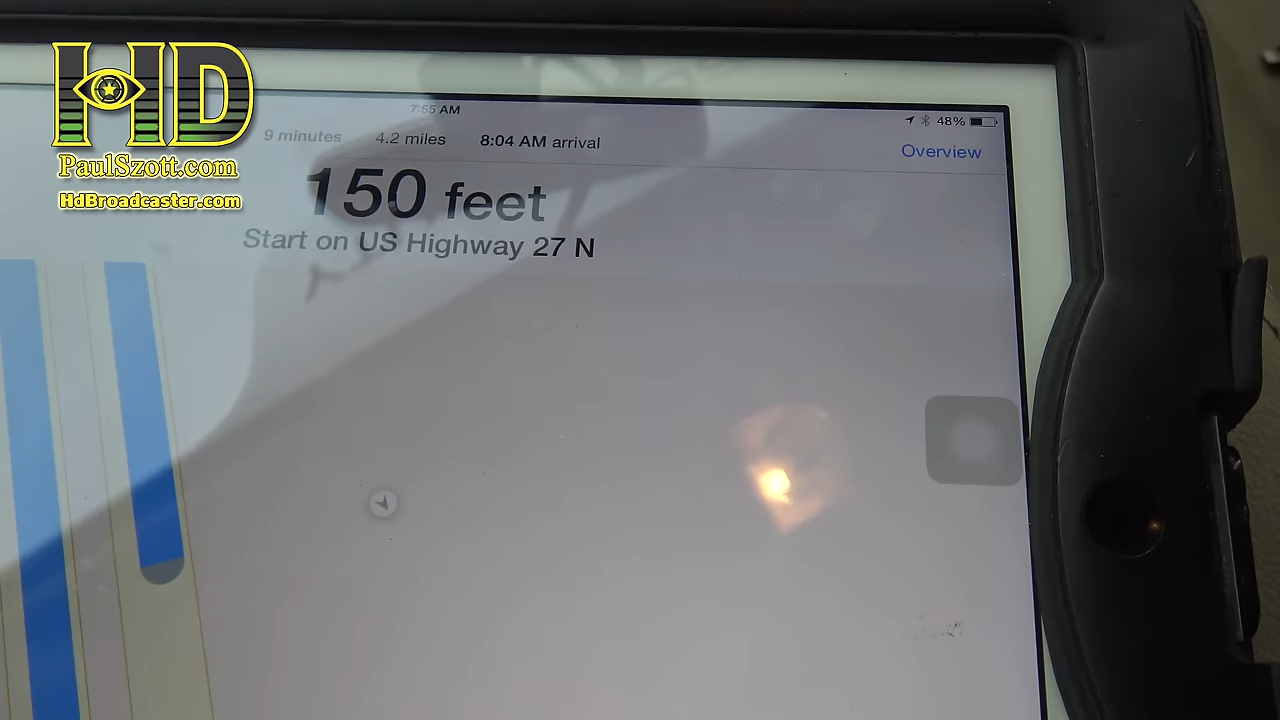 HD
PaulSzott.com
HdBroadcaster.com
7:55 AM
48%
9 minutes 4.2 miles 8:04 AM arrival
Overview
150 feet
Start on US Highway 27 N